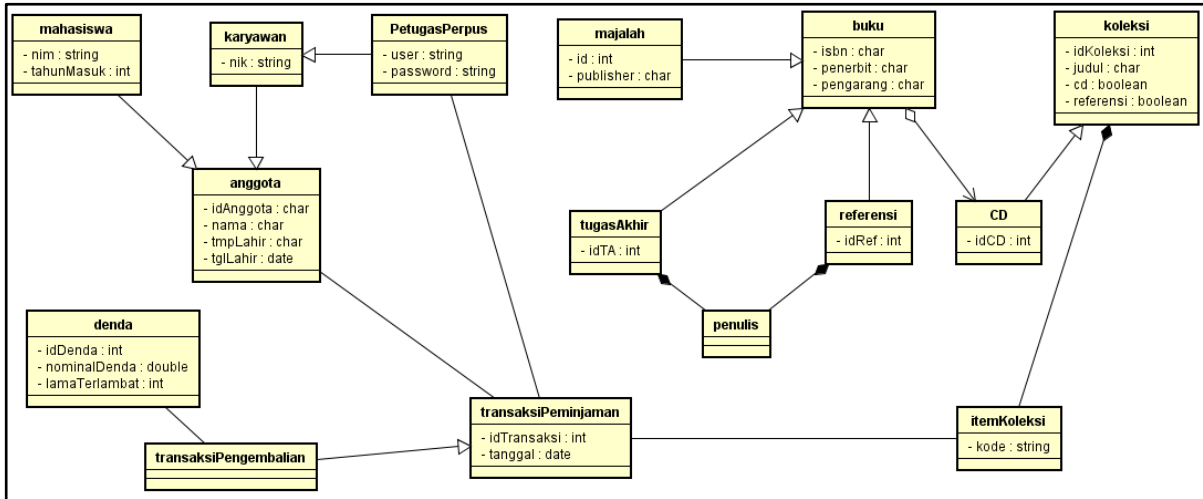 mahasiswa
- nim : string
- tahunMasuk : int
karyawan
- nik : string
PetugasPerpus
- user : string
- password : string
majalah
- id : int
- publisher : char
buku
- isbn : char
- penerbit : char
- pengarang : char
koleksi
- idKoleksi : int
- judul : char
- cd : boolean
- referensi : boolean
anggota
- idAnggota : char
- nama : char
- tmpLahir : char
- tglLahir : date
tugasAkhir
- idTA : int
referensi
- idRef : int
CD
- idCD : int
denda
- idDenda : int
- nominalDenda : double
- lamaTerlambat : int
penulis
transaksiPengembalian
transaksiPeminjaman
- idTransaksi : int
- tanggal : date
itemKoleksi
- kode : string